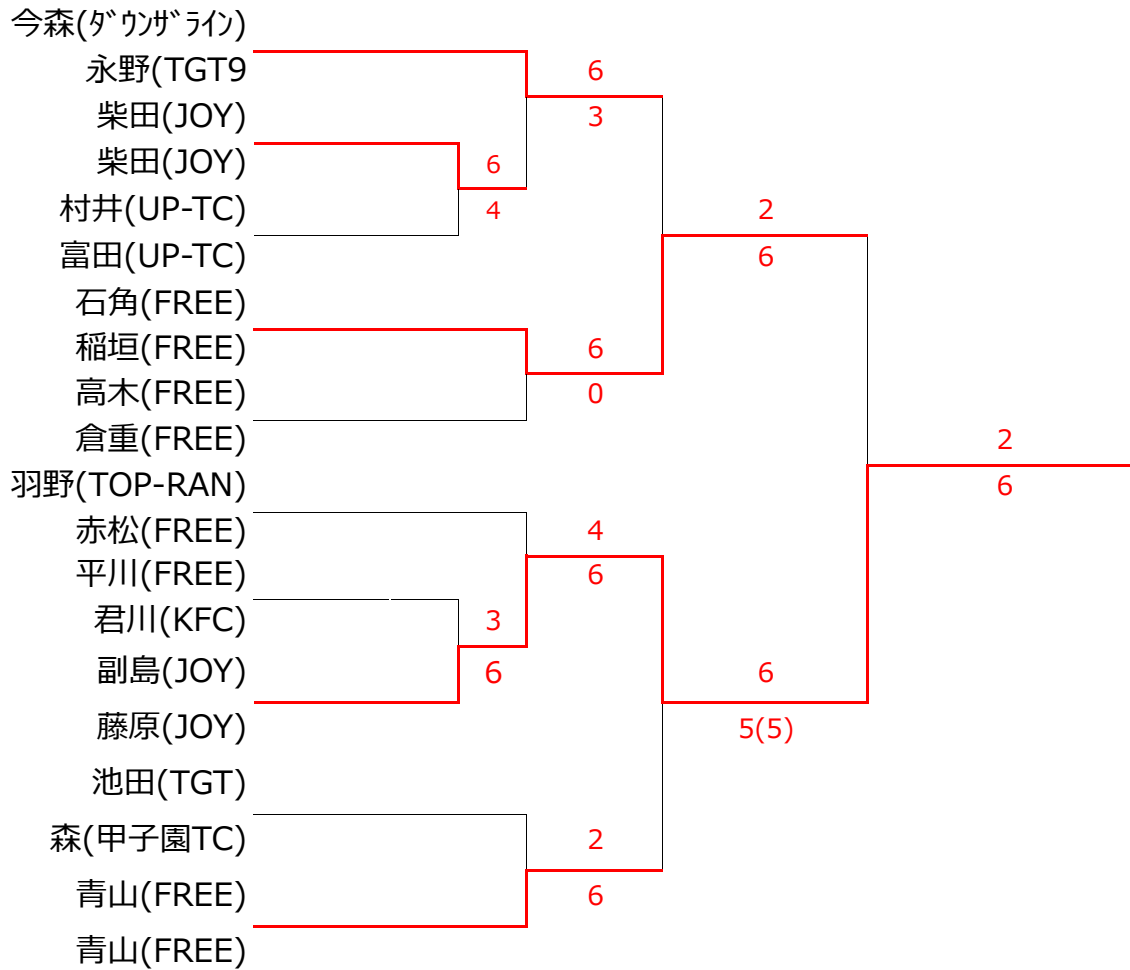 今森(ﾀﾞｳﾝｻﾞﾗｲﾝ)
永野(TGT9
6
柴田(JOY)
3
柴田(JOY)
6
村井(UP-TC)
4
2
富田(UP-TC)
6
石角(FREE)
稲垣(FREE)
6
高木(FREE)
0
倉重(FREE)
2
羽野(TOP-RAN)
6
赤松(FREE)
4
平川(FREE)
6
君川(KFC)
3
副島(JOY)
6
6
藤原(JOY)
5(5)
池田(TGT)
森(甲子園TC)
2
青山(FREE)
6
青山(FREE)